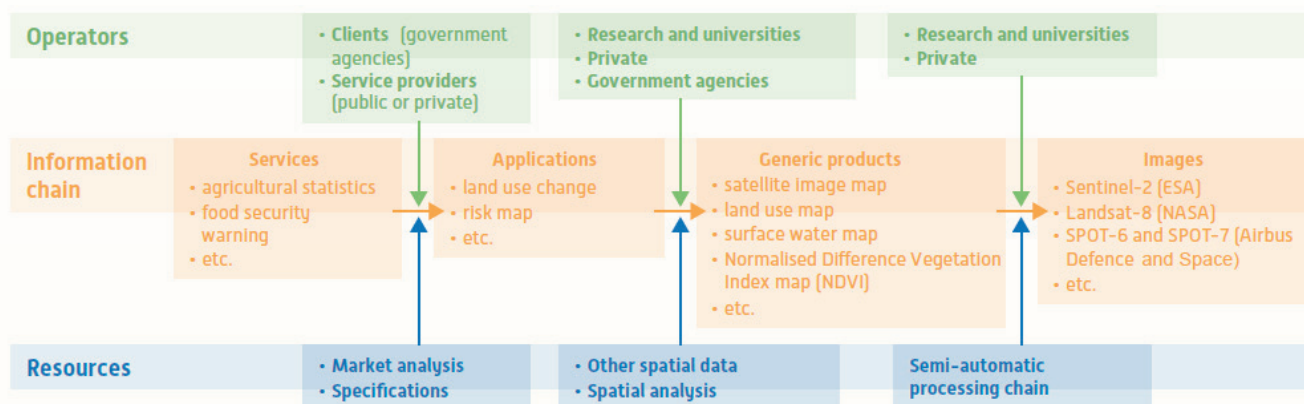 Operators
• Clients (government
agencies)
• Service providers
(public or private)
• Research and universities
• Private
• Government agencies
• Research and universities
• Private
Information
chain
Services
• agricultural statistics
• food security
warning
• etc.
Applications
• land use change
• risk map
• etc.
Generic products
• satellite image map
• land use map
• surface water map
• Normalised Difference Vegetation
Index map (NDVI)
• etc.
Images
• Sentinel-2 (ESA)
• Landsat-8 (NASA)
• SPOT-6 and SPOT-7 (Airbus
Defence and Space)
• etc.
Resources
• Market analysis
• Specifications
• Other spatial data
• Spatial analysis
Semi-automatic
processing chain